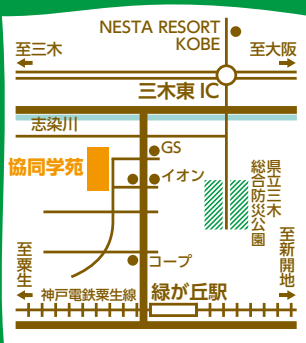 NESTA RESORT
KOBE
至三木
至大阪
三木東 IC
志染川
GS
協同学苑
イオン
県立三木
総合防災公園
コープ
至粟生
至新開地
神戸電鉄粟生線
緑が丘駅